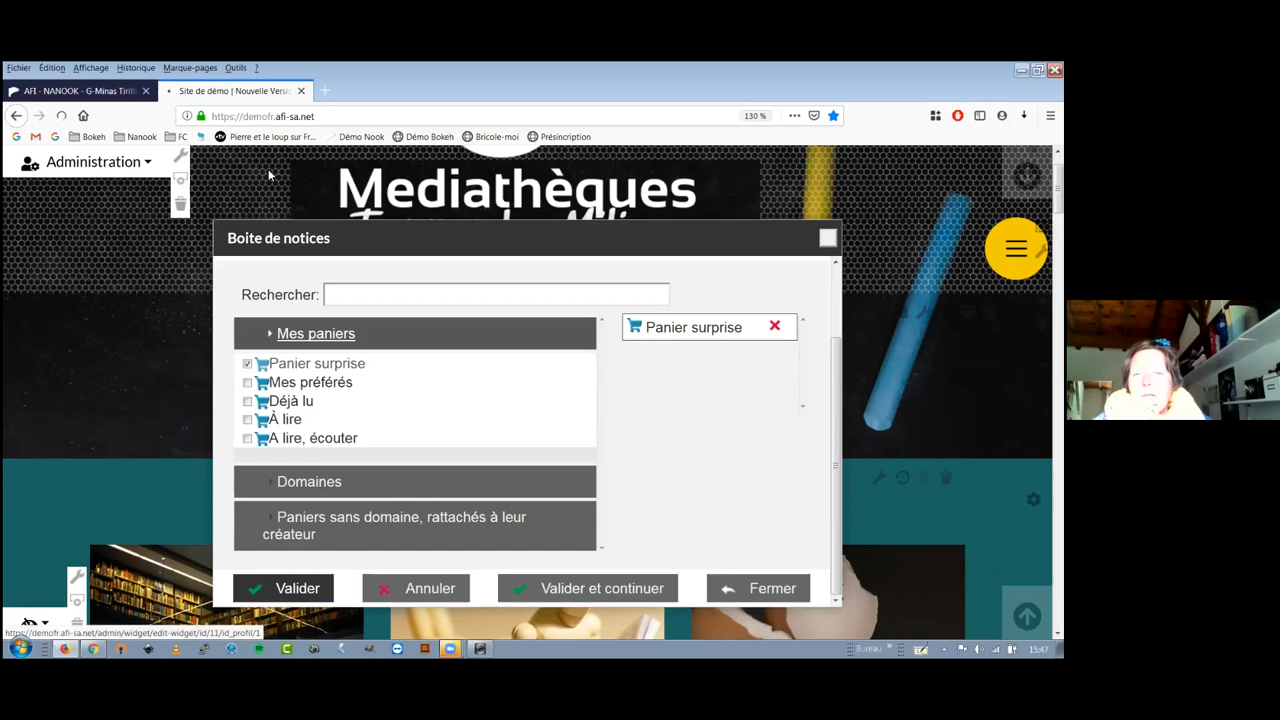 Fichier Édition Affichage Historique Marque-pages Outils ?
AFI - NANOOK - G-Minas Tirith
Site de démo | Nouvelle Versio
https://demofr.afi-sa.net
130 %
Bokeh Nanook FC Pierre et le loup sur Fr... Démo Nook Démo Bokeh Bricole-moi Présincription
Administration
Mediathèques
Boite de notices
Rechercher:
Mes paniers
Panier surprise
Mes préférés
Déjà lu
À lire
A lire, écouter
Panier surprise
Domaines
Paniers sans domaine, rattachés à leur
créateur
Valider
Annuler
Valider et continuer
Fermer
https://demofr.afi-sa.net/admin/widget/edit-widget/id/11/id_profil/1
Bureau »
15:47